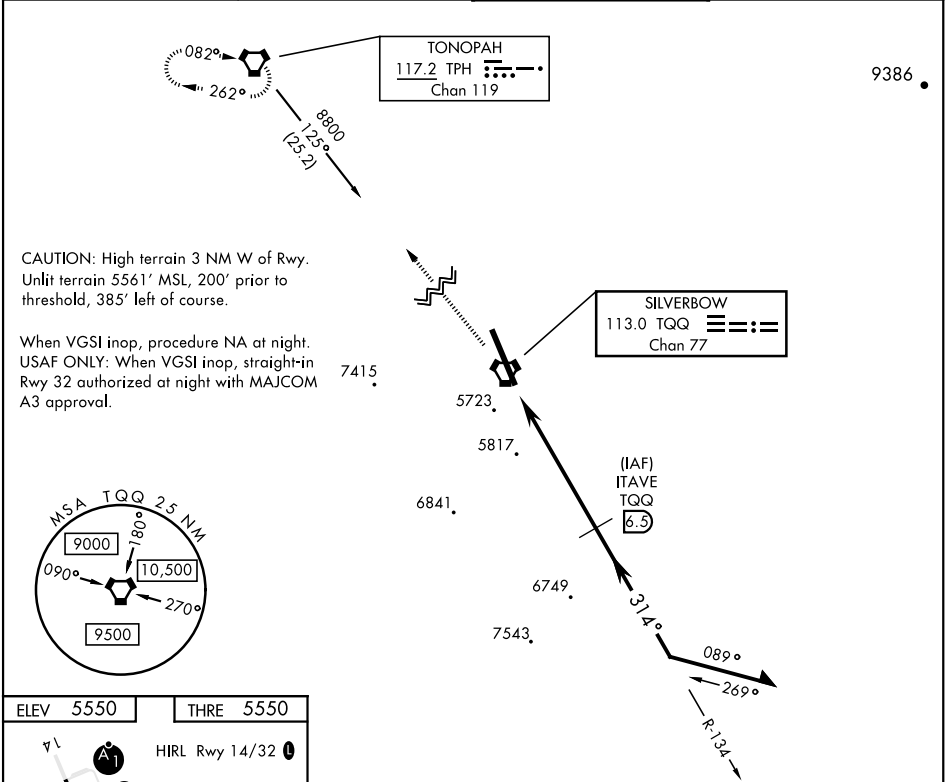 082°
262°
TONOPAH
117.2 TPH
Chan 119
9386
8800
125°
(25.2)
CAUTION: High terrain 3 NM W of Rwy.
Unlit terrain 5561' MSL, 200' prior to
threshold, 385' left of course.
When VGSI inop, procedure NA at night.
USAF ONLY: When VGSI inop, straight-in
Rwy 32 authorized at night with MAJCOM
A3 approval.
SILVERBOW
113.0 TQQ
Chan 77
7415
5723
5817
(IAF)
ITAVE
TQQ
6.5
6841
MSA TQQ 25 NM
9000
180°
090°
10,500
270°
9500
6749
314°
7543
089°
269°
R-134
ELEV 5550
THRE 5550
14
A1
HIRL Rwy 14/32 L